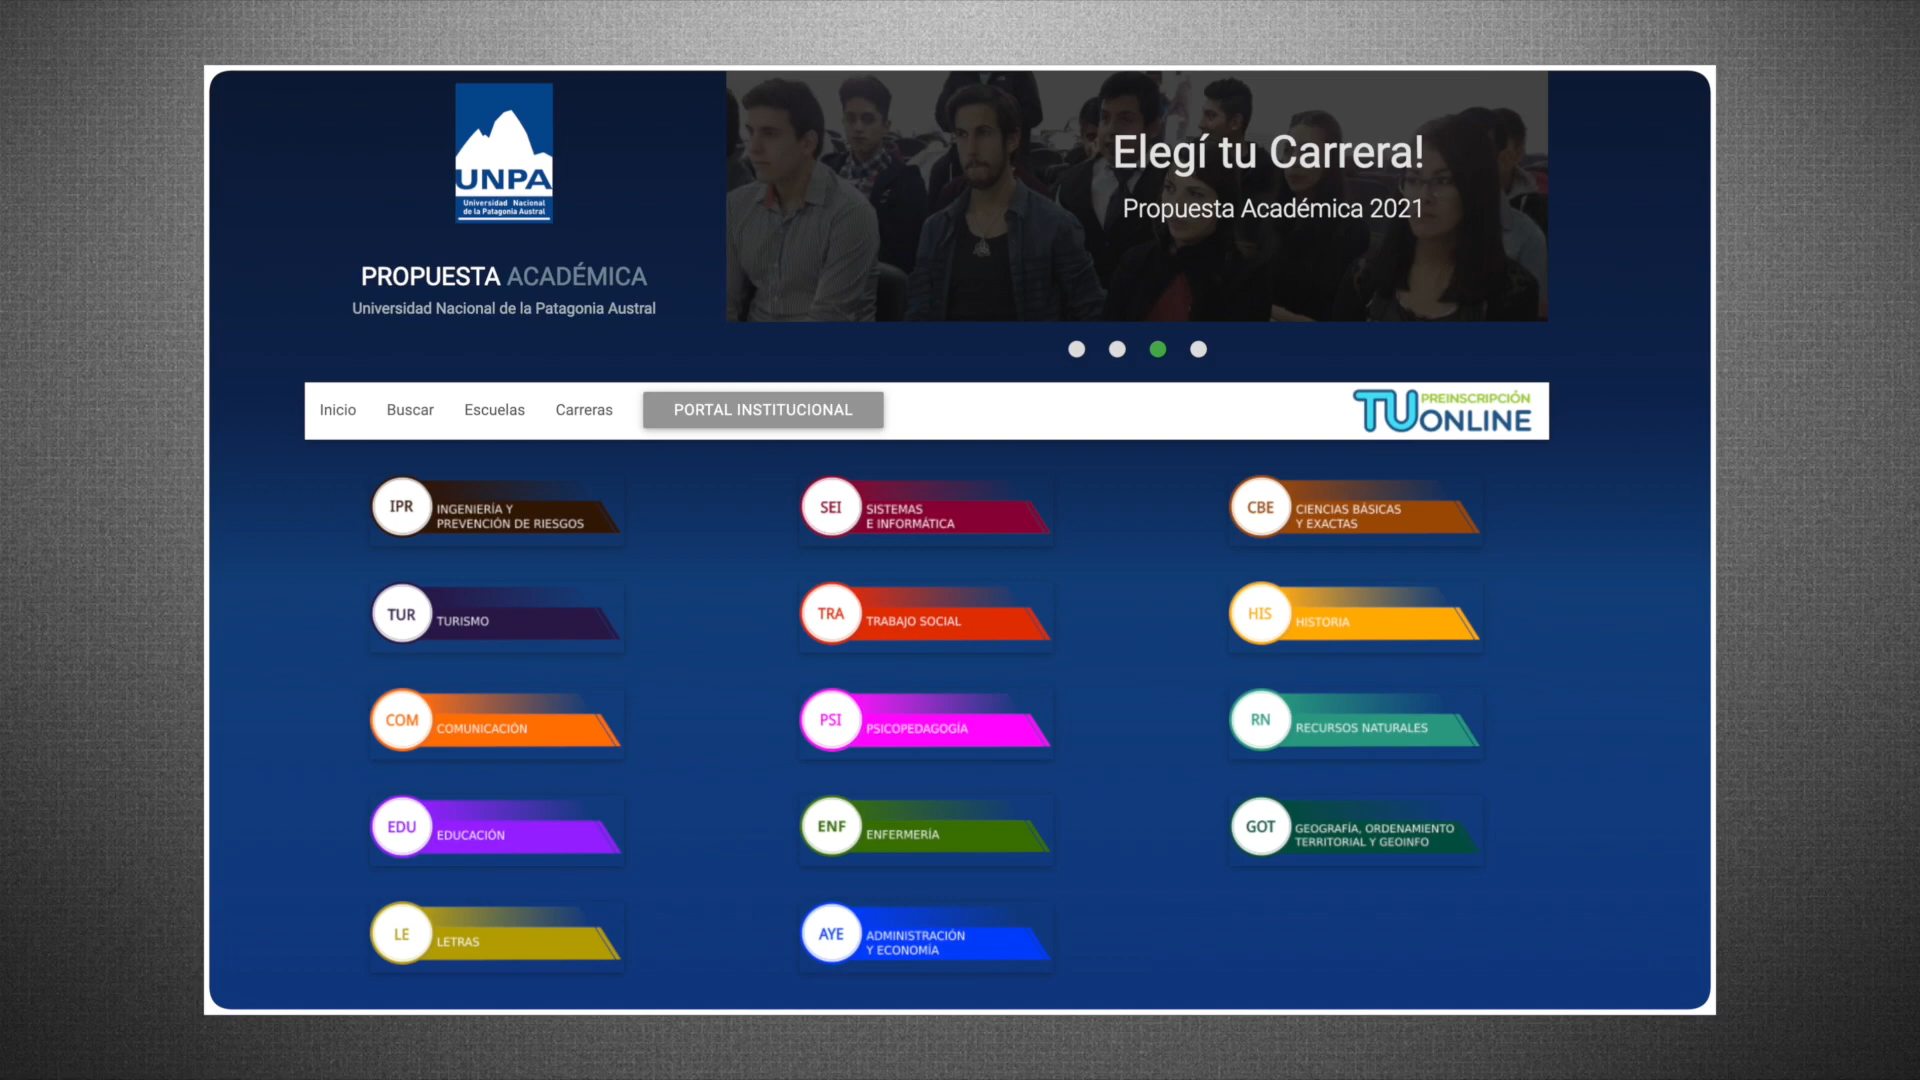 UNPA
Universidad Nacional
de la Patagonia Austral
PROPUESTA ACADÉMICA
Universidad Nacional de la Patagonia Austral
Elegí tu Carrera!
Propuesta Académica 2021
Inicio
Buscar
Escuelas
Carreras
PORTAL INSTITUCIONAL
TU PREINSCRIPCIÓN
ONLINE
IPR
INGENIERÍA Y
PREVENCIÓN DE RIESGOS
SEI
SISTEMAS
E INFORMÁTICA
CBE
CIENCIAS BÁSICAS
Y EXACTAS
TUR
TURISMO
TRA
TRABAJO SOCIAL
HIS
HISTORIA
COM
COMUNICACIÓN
PSI
PSICOPEDAGOGÍA
RN
RECURSOS NATURALES
EDU
EDUCACIÓN
ENF
ENFERMERÍA
GOT
GEOGRAFÍA, ORDENAMIENTO
TERRITORIAL Y GEOINFO
LE
LETRAS
AYE
ADMINISTRACIÓN
Y ECONOMÍA